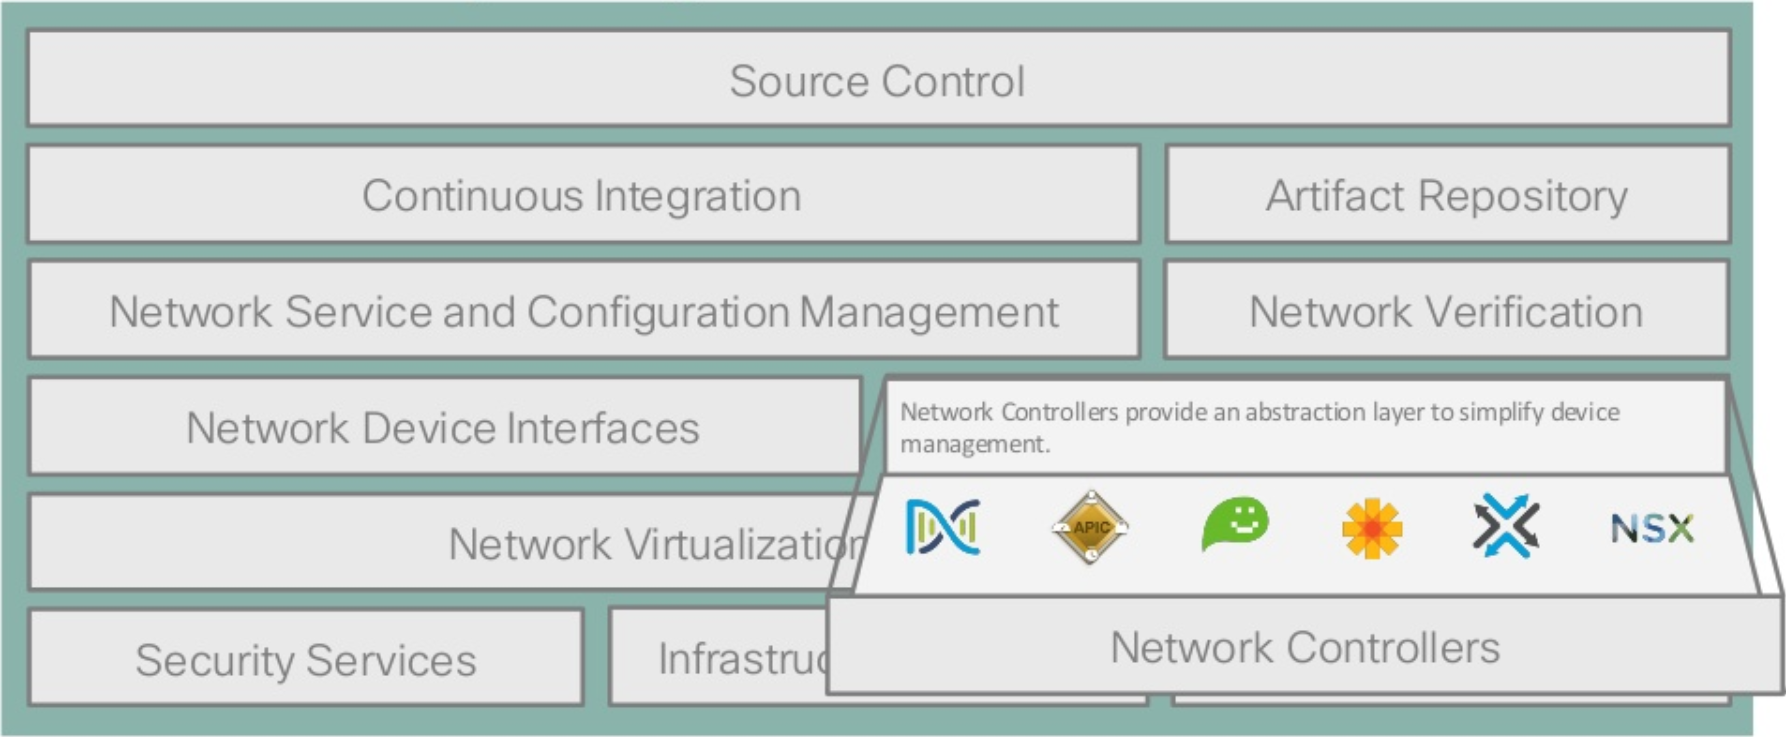 Source Control
Continuous Integration
Artifact Repository
Network Service and Configuration Management
Network Verification
Network Device Interfaces
Network Controllers provide an abstraction layer to simplify device
management.
APIC
NSX
Network Virtualization
Security Services
Infrastruc
Network Controllers